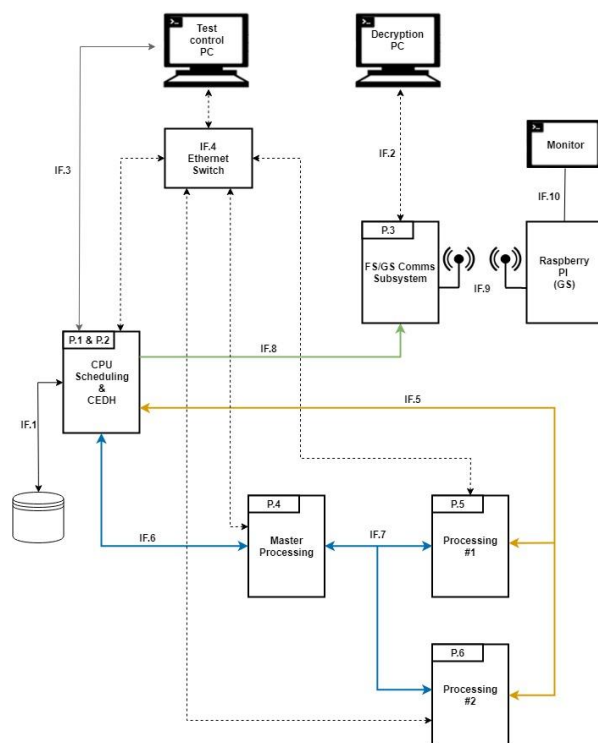 Test
control
PC
Decryption
PC
IF.4
Ethernet
Switch
IF.3
IF.2
Monitor
IF.10
P.3
FS/GS Comms
Subsystem
IF.9
Raspberry
PI
(GS)
P.1 & P.2
CPU
Scheduling
&
CEDH
IF.8
IF.5
IF.1
P.4
Master
Processing
IF.6
IF.7
P.5
Processing
#1
P.6
Processing
#2